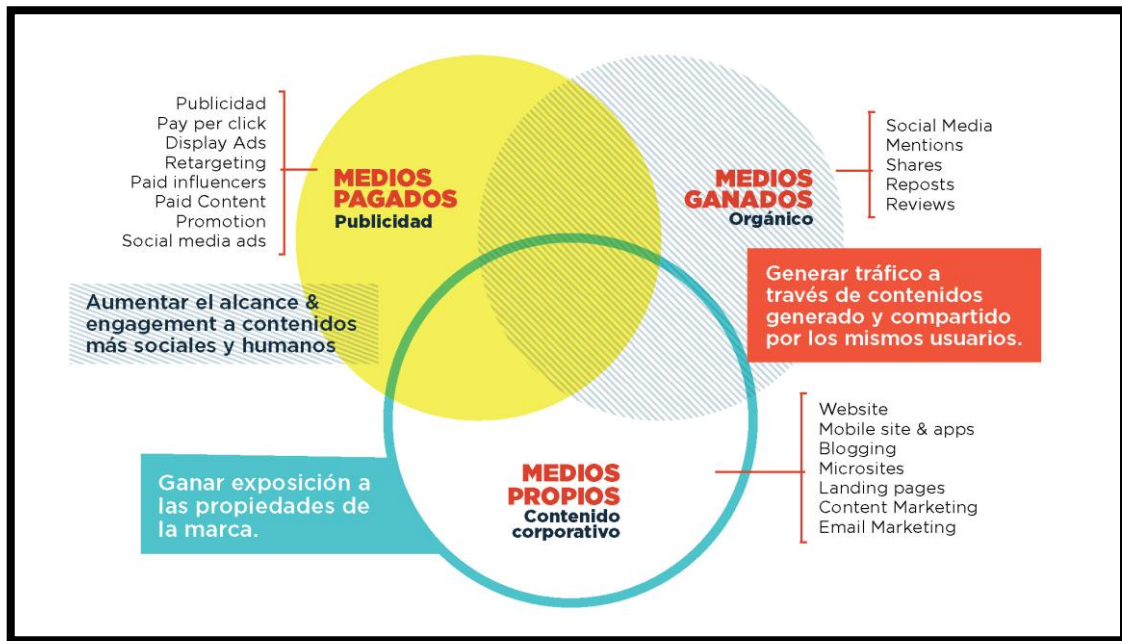 Publicidad
Pay per click
Display Ads
Retargeting
Paid influencers
Paid Content
Promotion
Social media ads
MEDIOS
PAGADOS
Publicidad
MEDIOS
GANADOS
Orgánico
Social Media
Mentions
Shares
Reposts
Reviews
Aumentar el alcance &
engagement a contenidos
más sociales y humanos
Generar tráfico a
través de contenidos
generado y compartido
por los mismos usuarios.
Ganar exposición a
las propiedades de
la marca.
MEDIOS
PROPIOS
Contenido
corporativo
Website
Mobile site & apps
Blogging
Microsites
Landing pages
Content Marketing
Email Marketing